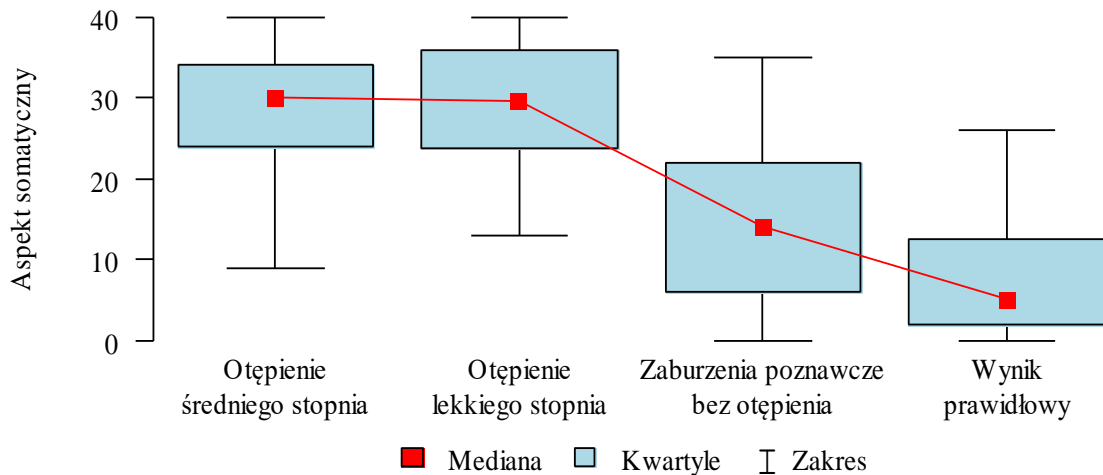 Aspekt somatyczny
40
30
20
10
0
Otępienie
średniego stopnia
Otępienie
lekkiego stopnia
Zaburzenia poznawcze
bez otępienia
Wynik
prawidłowy
Mediana Kwartyle Zakres